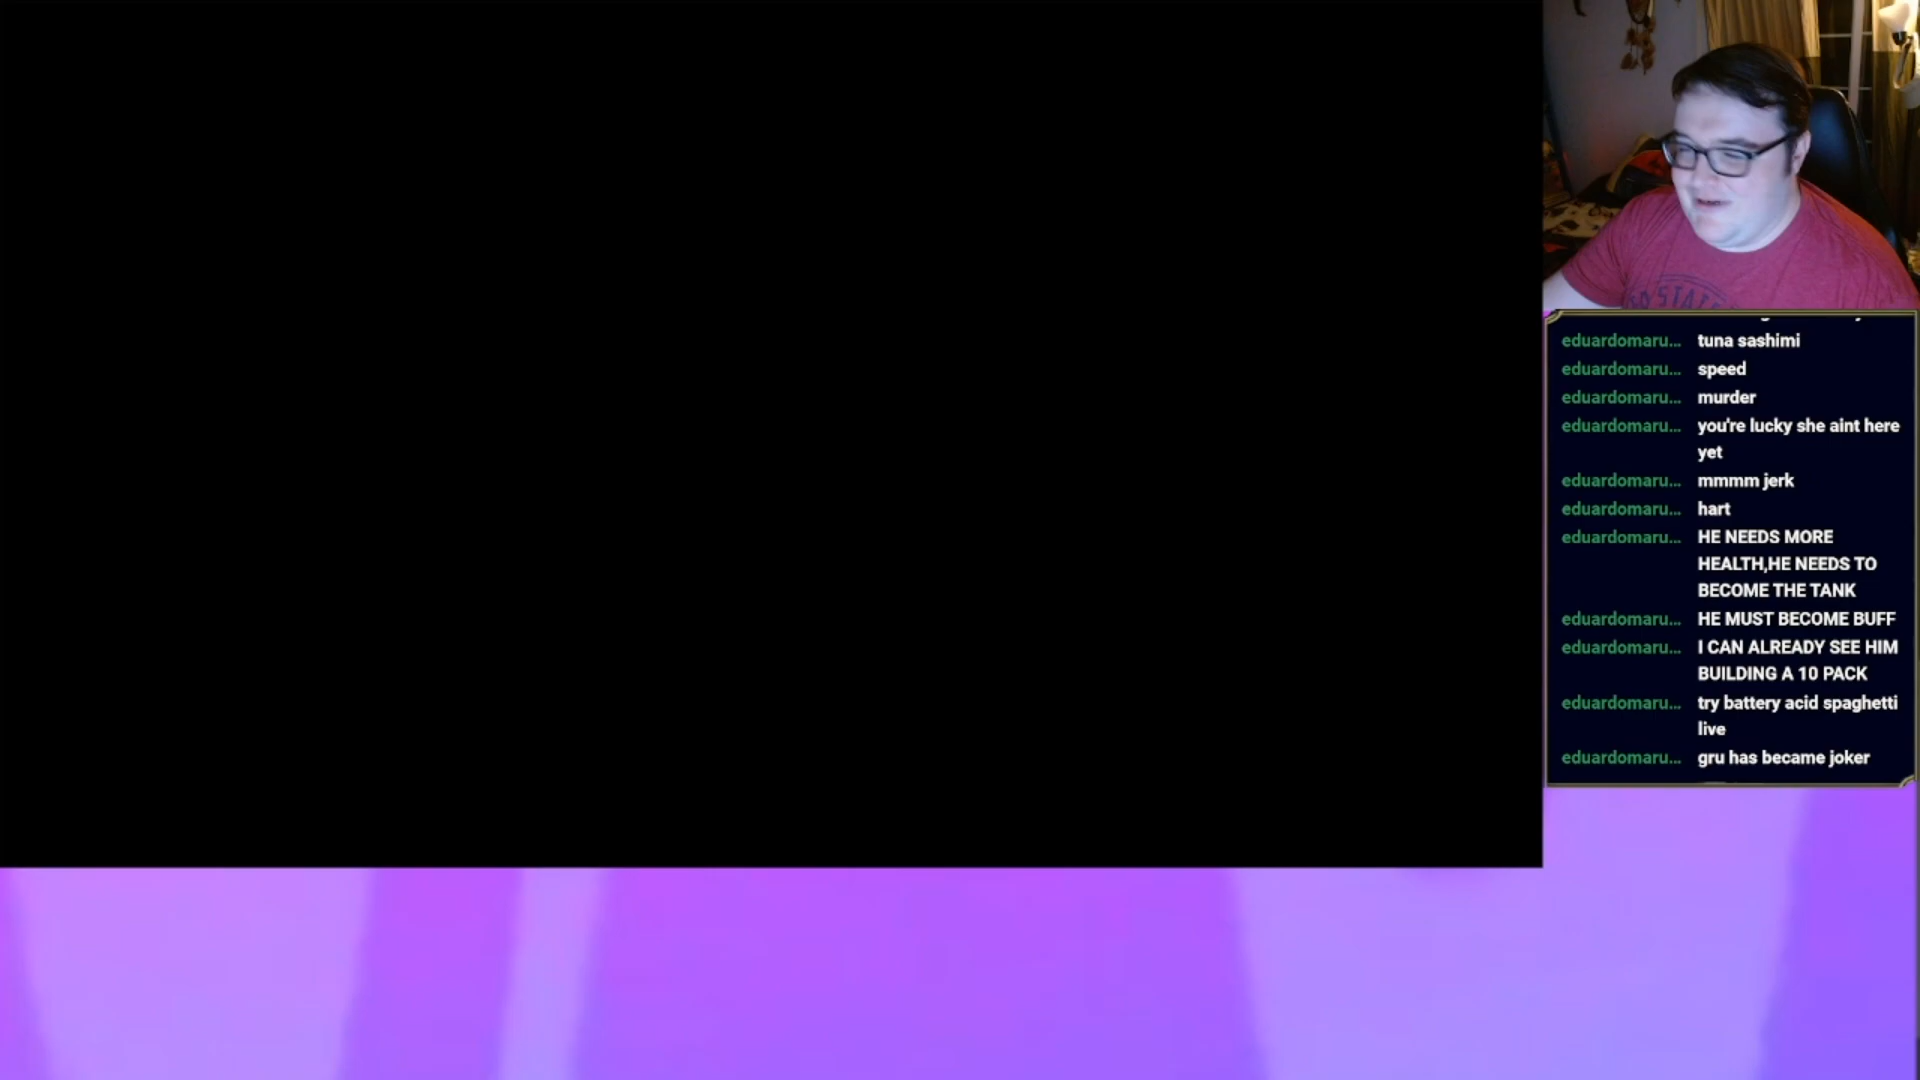 eduardomaru... tuna sashimi
eduardomaru... speed
eduardomaru... murder
eduardomaru... you're lucky she aint here
yet
eduardomaru... mmmm jerk
eduardomaru... hart
eduardomaru... HE NEEDS MORE
HEALTH,HE NEEDS TO
BECOME THE TANK
eduardomaru... HE MUST BECOME BUFF
eduardomaru... I CAN ALREADY SEE HIM
BUILDING A 10 PACK
eduardomaru... try battery acid spaghetti
live
eduardomaru... gru has became joker